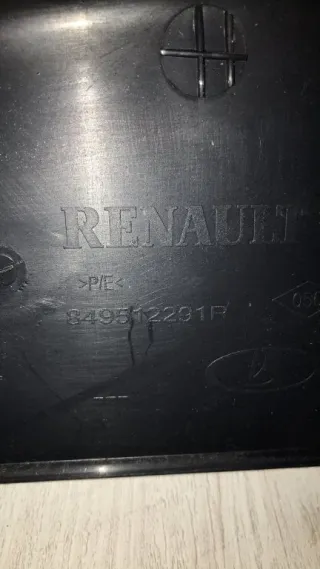 RENAULT
>P/E<
849512291R
---